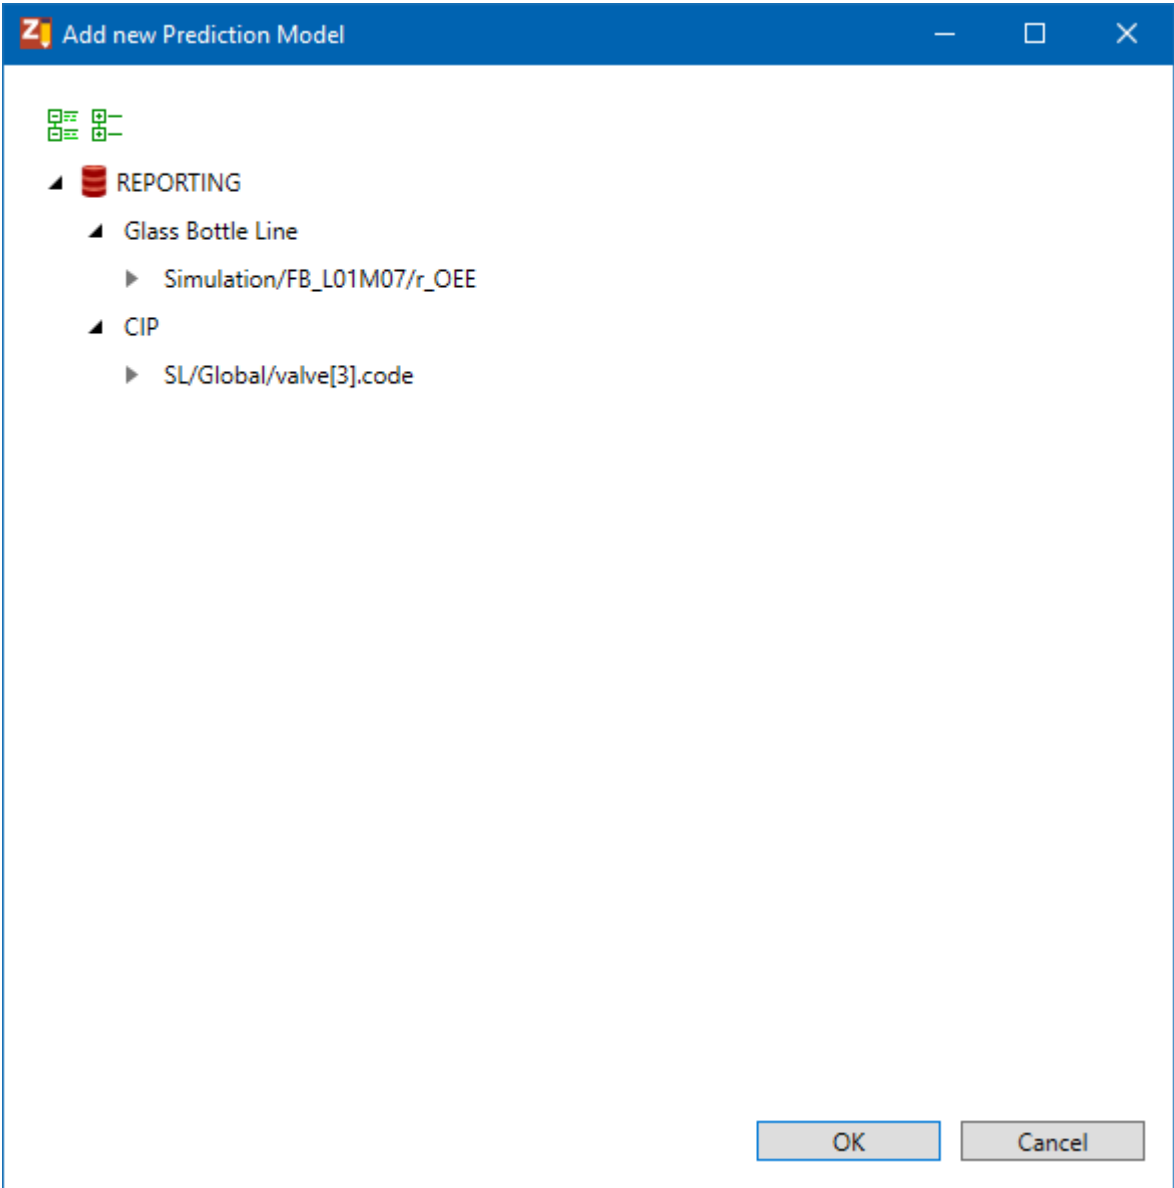 Add new Prediction Model
REPORTING
Glass Bottle Line
Simulation/FB_L01M07/r_OEE
CIP
SL/Global/valve[3].code
OK
Cancel